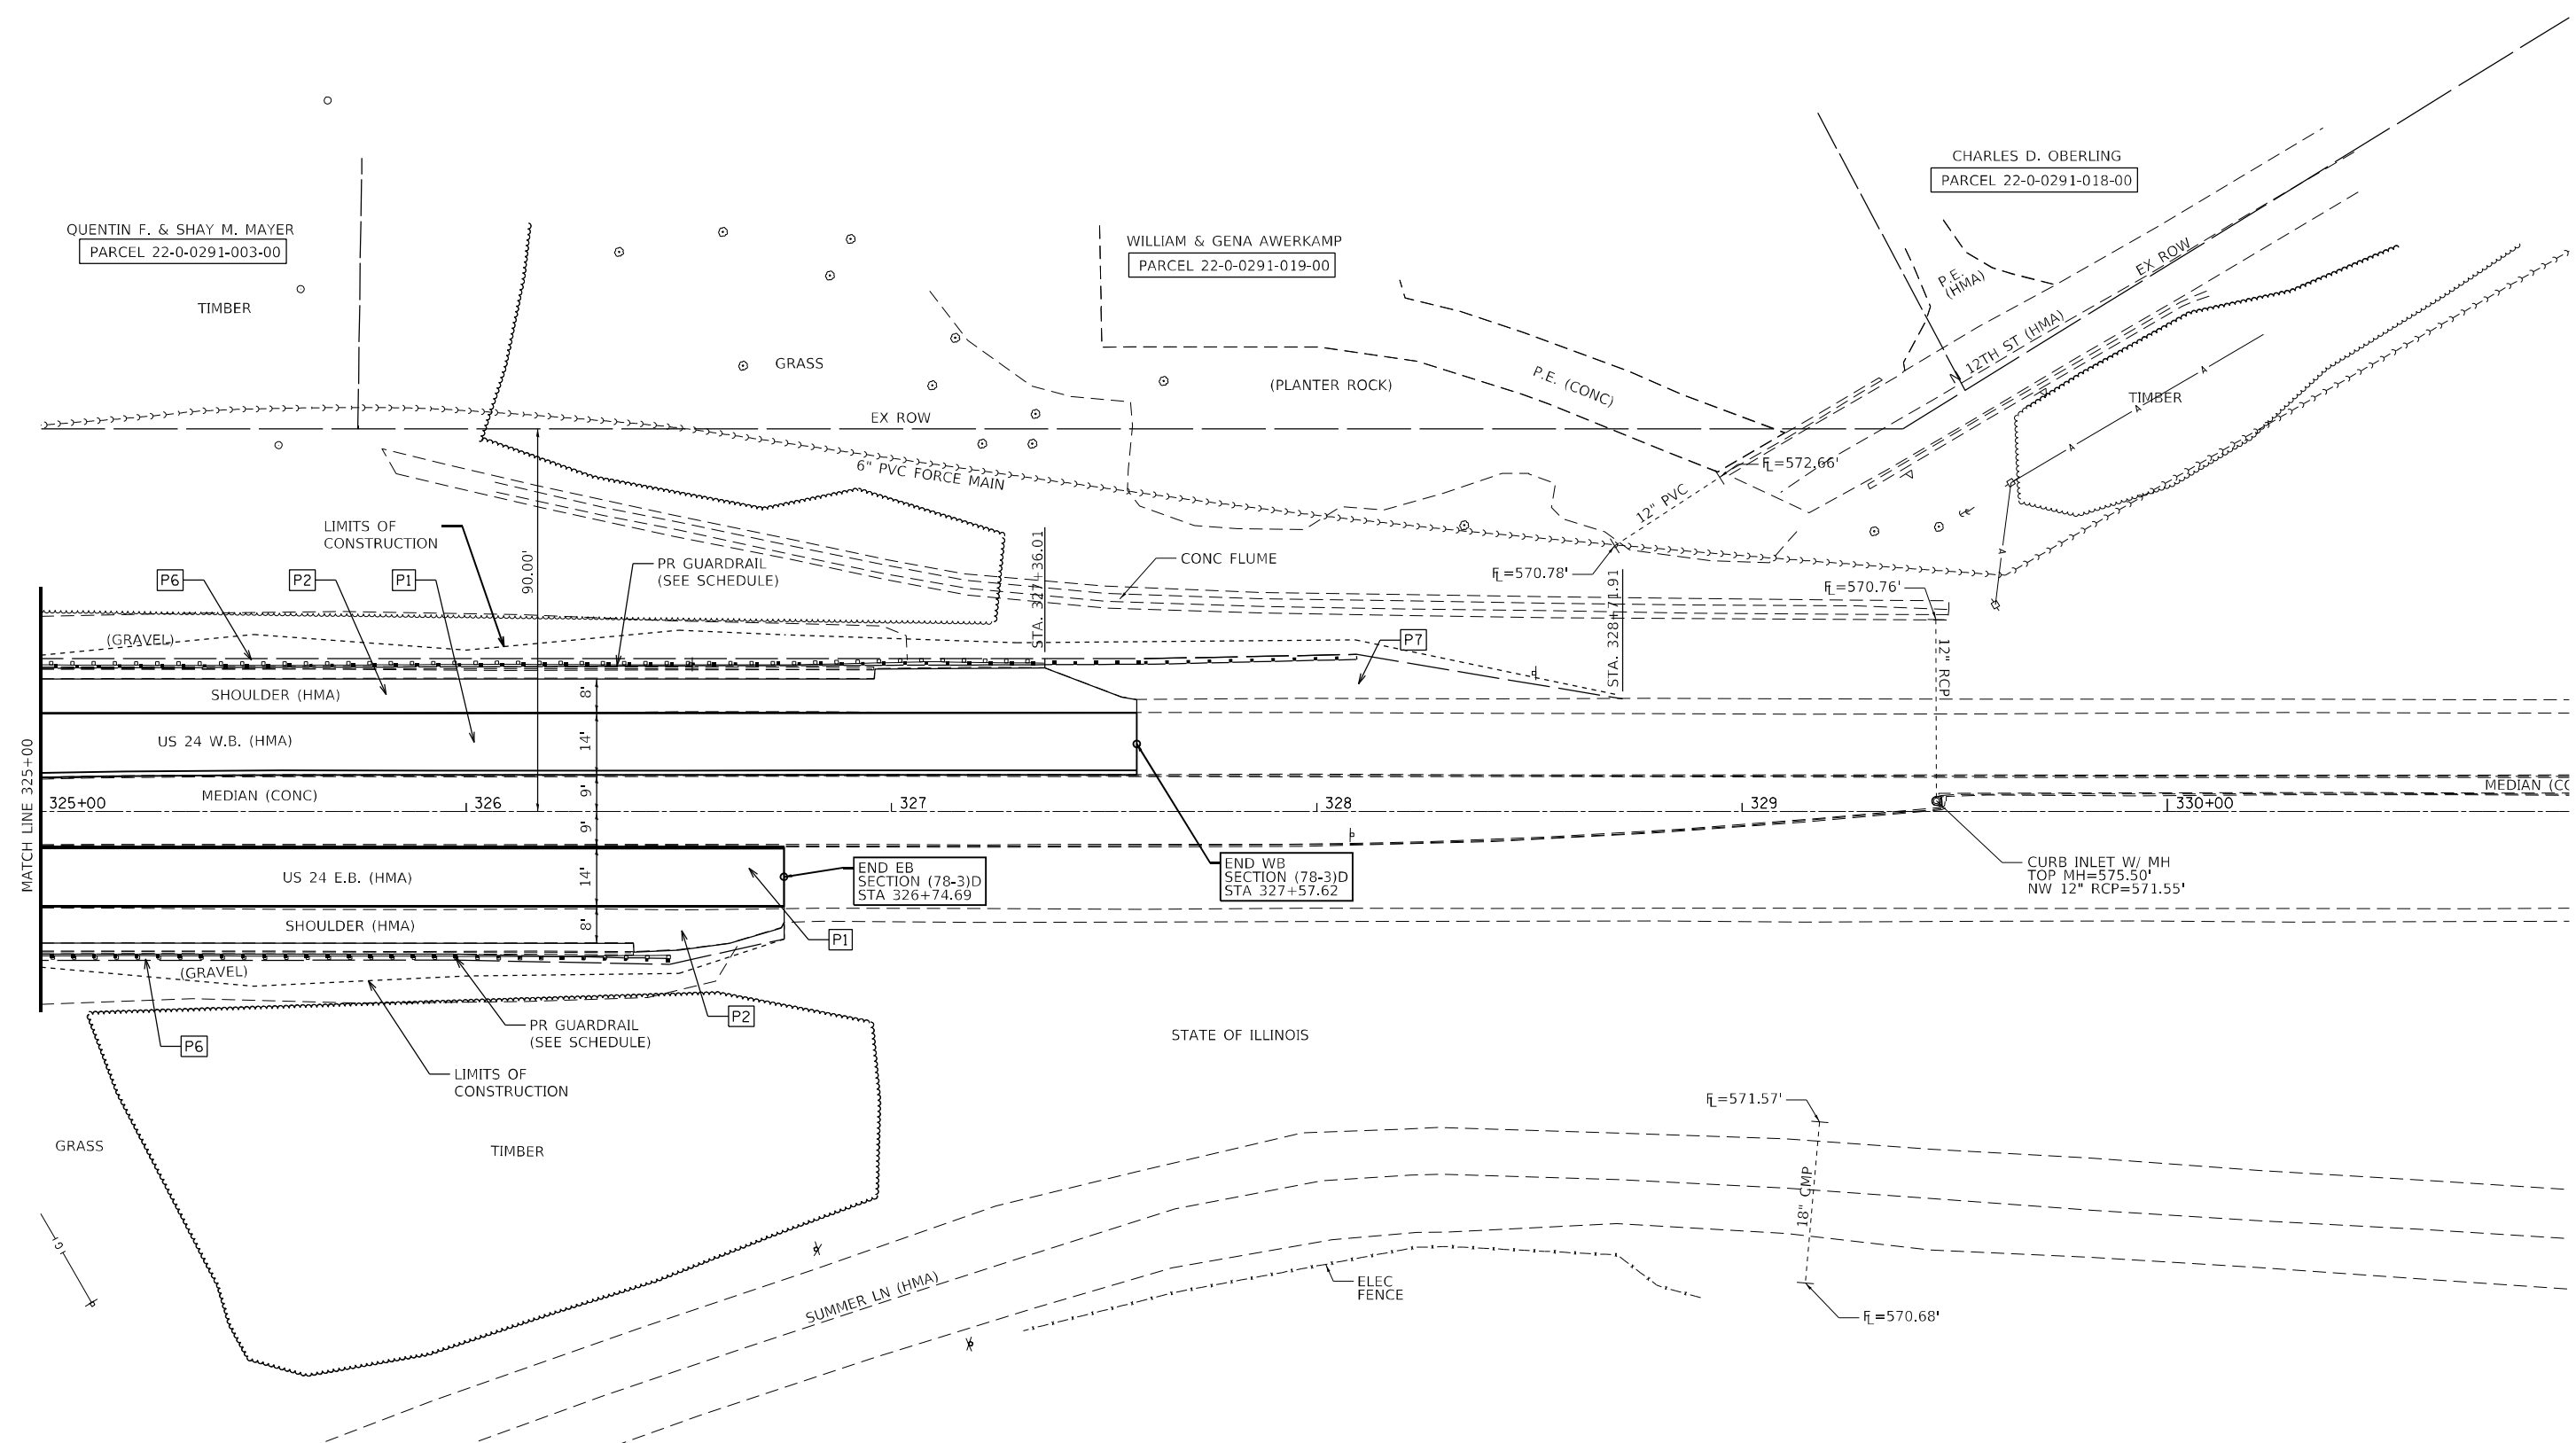 CHARLES D. OBERLING
PARCEL 22-0-0291-018-00
QUENTIN F. & SHAY M. MAYER
PARCEL 22-0-0291-003-00
WILLIAM & GENA AWERKAMP
PARCEL 22-0-0291-019-00
TIMBER
GRASS
(PLANTER ROCK)
P.E. (CONC)
P.E.
(HMA)
EX ROW
N 12TH ST (HMA)
TIMBER
EX ROW
6" PVC FORCE MAIN
FL=572.66'
12" PVC
LIMITS OF
CONSTRUCTION
90.00'
PR GUARDRAIL
(SEE SCHEDULE)
STA. 327+36.01
CONC FLUME
FL=570.78'
STA. 328+71.91
FL=570.76'
12" RCP
P6
P2
P1
P7
(GRAVEL)
SHOULDER (HMA)
8'
US 24 W.B. (HMA)
14'
MEDIAN (CONC)
9'
MEDIAN (CO
MATCH LINE 325+00
325+00
326
327
328
329
330+00
9'
US 24 E.B. (HMA)
14'
END EB
SECTION (78-3)D
STA 326+74.69
END WB
SECTION (78-3)D
STA 327+57.62
CURB INLET W/ MH
TOP MH=575.50'
NW 12" RCP=571.55'
SHOULDER (HMA)
8'
P1
(GRAVEL)
P2
P6
PR GUARDRAIL
(SEE SCHEDULE)
LIMITS OF
CONSTRUCTION
STATE OF ILLINOIS
GRASS
TIMBER
FL=571.57'
18" CMP
FL=570.68'
SUMMER LN (HMA)
ELEC
FENCE
G
A
A
A
A